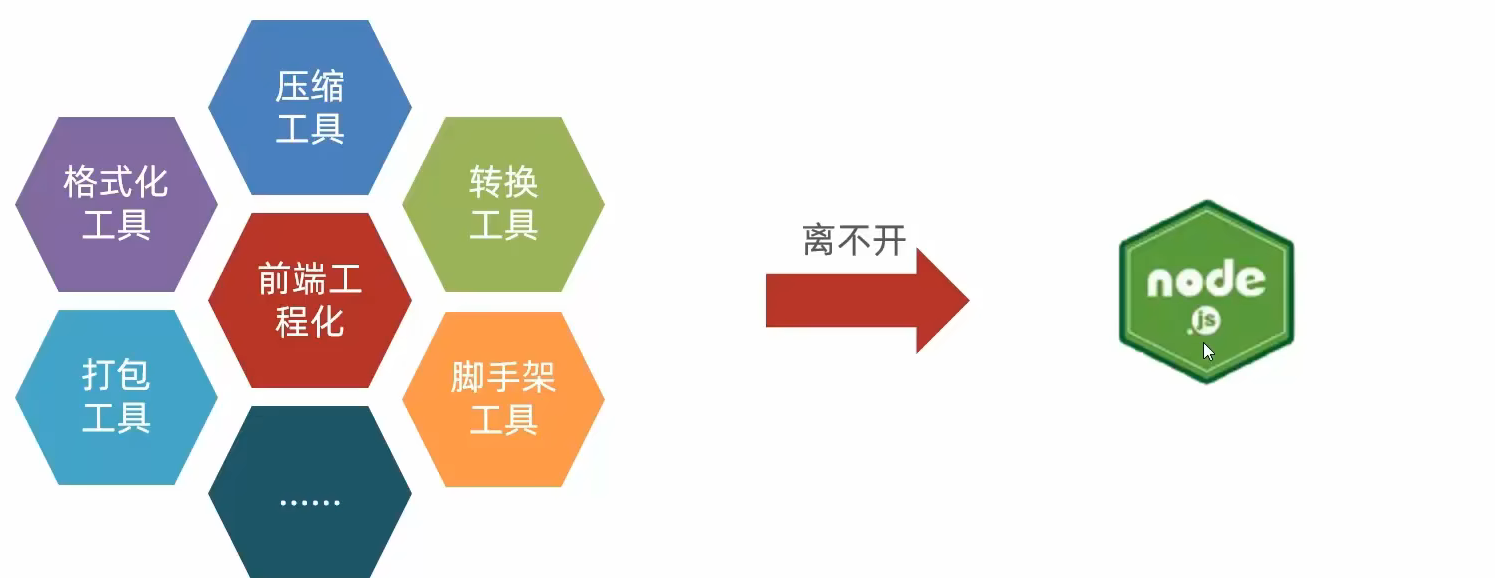 压缩
工具
格式化
工具
转换
工具
前端工
程化
打包
工具
脚手架
工具
······
离不开
node
.js